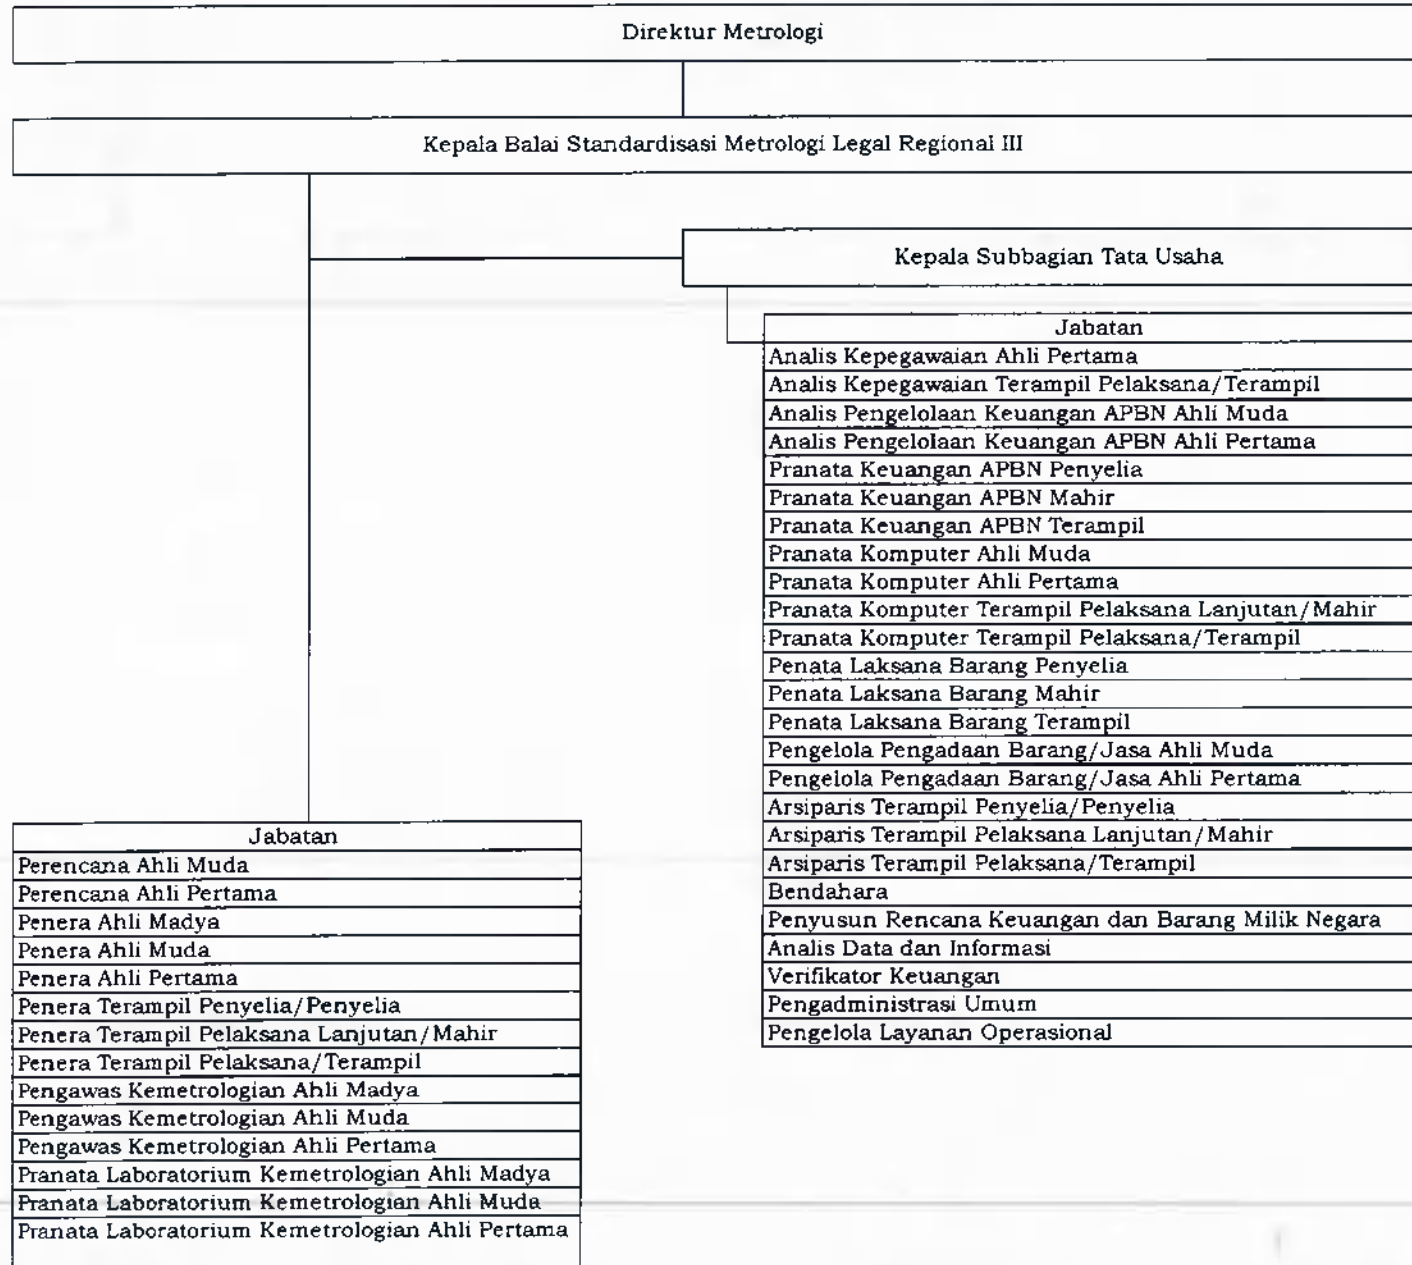 Direktur Metrologi
Kepala Balai Standardisasi Metrologi Legal Regional III
Kepala Subbagian Tata Usaha
Jabatan
Analis Kepegawaian Ahli Pertama
Analis Kepegawaian Terampil Pelaksana/Terampil
Analis Pengelolaan Keuangan APBN Ahli Muda
Analis Pengelolaan Keuangan APBN Ahli Pertama
Pranata Keuangan APBN Penyelia
Pranata Keuangan APBN Mahir
Pranata Keuangan APBN Terampil
Pranata Komputer Ahli Muda
Pranata Komputer Ahli Pertama
Pranata Komputer Terampil Pelaksana Lanjutan/Mahir
Pranata Komputer Terampil Pelaksana/Terampil
Penata Laksana Barang Penyelia
Penata Laksana Barang Mahir
Penata Laksana Barang Terampil
Pengelola Pengadaan Barang/Jasa Ahli Muda
Pengelola Pengadaan Barang/Jasa Ahli Pertama
Arsiparis Terampil Penyelia/Penyelia
Arsiparis Terampil Pelaksana Lanjutan/Mahir
Arsiparis Terampil Pelaksana/Terampil
Bendahara
Penyusun Rencana Keuangan dan Barang Milik Negara
Analis Data dan Informasi
Verifikator Keuangan
Pengadministrasi Umum
Pengelola Layanan Operasional
Jabatan
Perencana Ahli Muda
Perencana Ahli Pertama
Penera Ahli Madya
Penera Ahli Muda
Penera Ahli Pertama
Penera Terampil Penyelia/Penyelia
Penera Terampil Pelaksana Lanjutan/Mahir
Penera Terampil Pelaksana/Terampil
Pengawas Kemetrologian Ahli Madya
Pengawas Kemetrologian Ahli Muda
Pengawas Kemetrologian Ahli Pertama
Pranata Laboratorium Kemetrologian Ahli Madya
Pranata Laboratorium Kemetrologian Ahli Muda
Pranata Laboratorium Kemetrologian Ahli Pertama